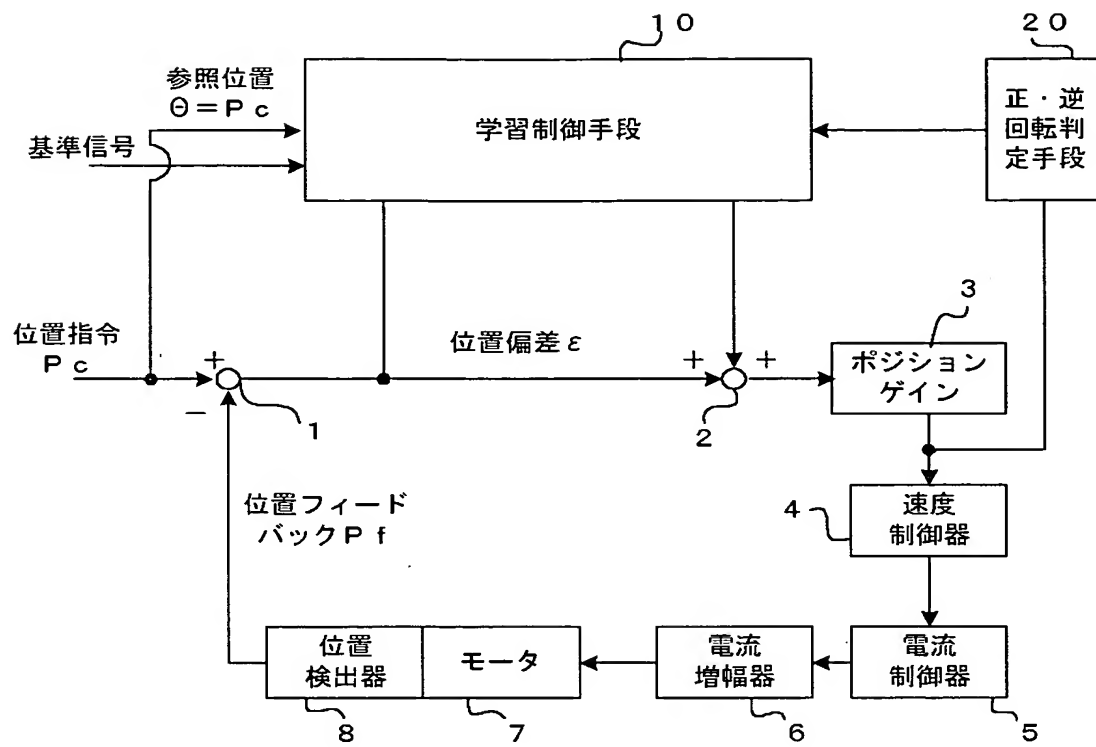 10
20
参照位置
Θ=Pc
基準信号
学習制御手段
正・逆
回転判
定手段
位置指令
Pc
+
−
1
位置偏差ε
+
+
2
3
ポジション
ゲイン
位置フィード
バックPf
4
速度
制御器
位置
検出器
モータ
電流
増幅器
電流
制御器
8
7
6
5